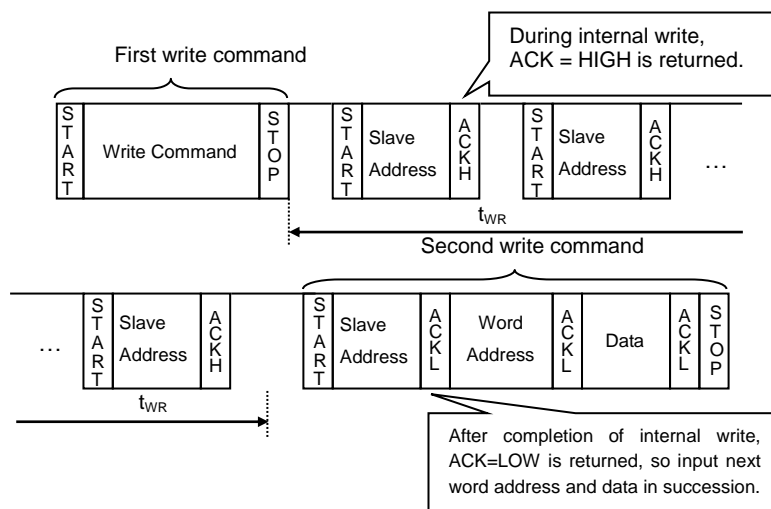 During internal write,
ACK = HIGH is returned.
First write command
START
Write Command
STOP
START
Slave
Address
ACKH
START
Slave
Address
ACKH
…
tWR
Second write command
…
START
Slave
Address
ACKH
START
Slave
Address
ACKL
Word
Address
ACKL
Data
ACKL
STOP
tWR
After completion of internal write,
ACK=LOW is returned, so input next
word address and data in succession.